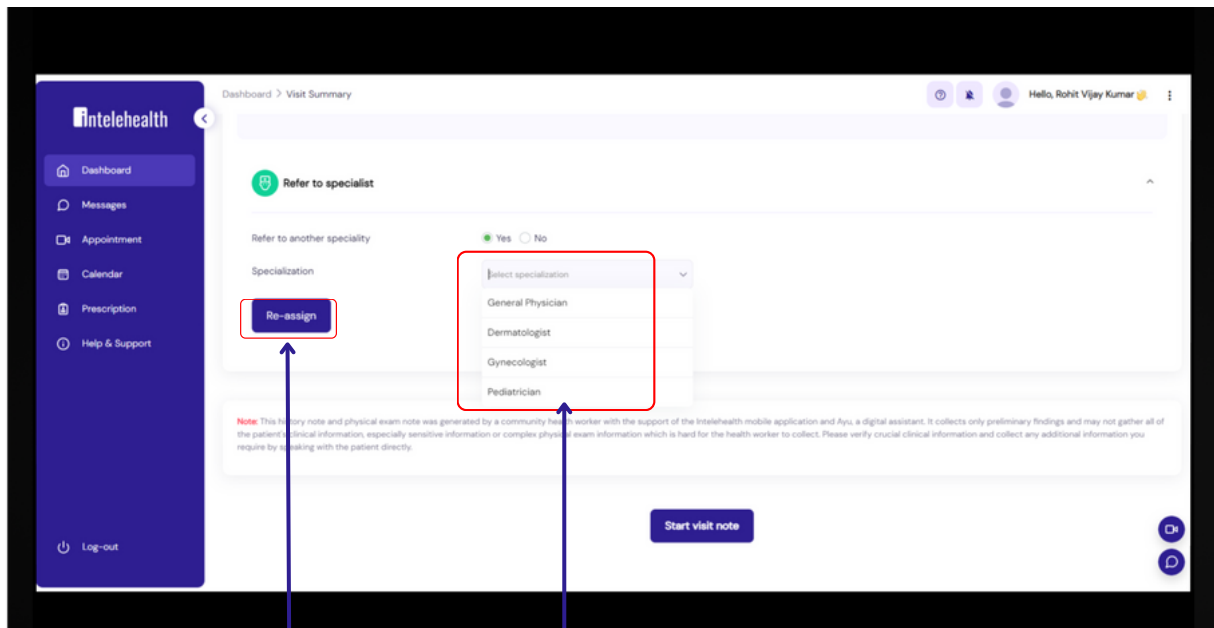 Intelehealth
Dashboard
Messages
Appointment
Calendar
Prescription
Help & Support
Log-out
Dashboard > Visit Summary
Hello, Rohit Vijay Kumar👋
Refer to specialist
Refer to another speciality
Yes No
Specialization
Select specialization
General Physician
Dermatologist
Gynecologist
Pediatrician
Re-assign
Note: This history note and physical exam note was generated by a community health worker with the support of the Intelehealth mobile application and Ayu, a digital assistant. It collects only preliminary findings and may not gather all of
the patient's clinical information, especially sensitive information or complex physical exam information which is hard for the health worker to collect. Please verify crucial clinical information and collect any additional information you
require by speaking with the patient directly.
Start visit note